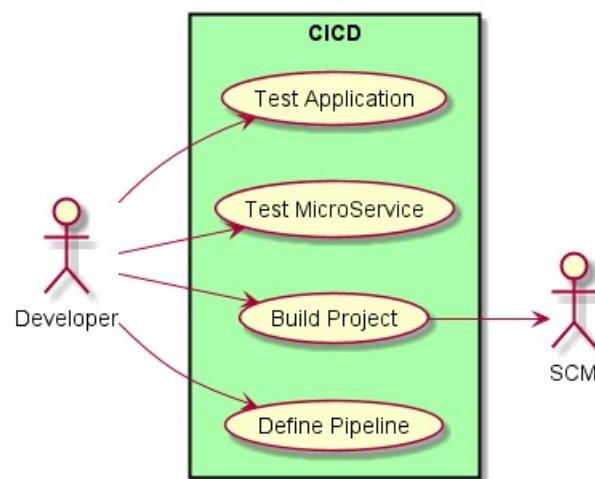 CICD
Test Application
Test MicroService
Developer
Build Project
SCM
Define Pipeline